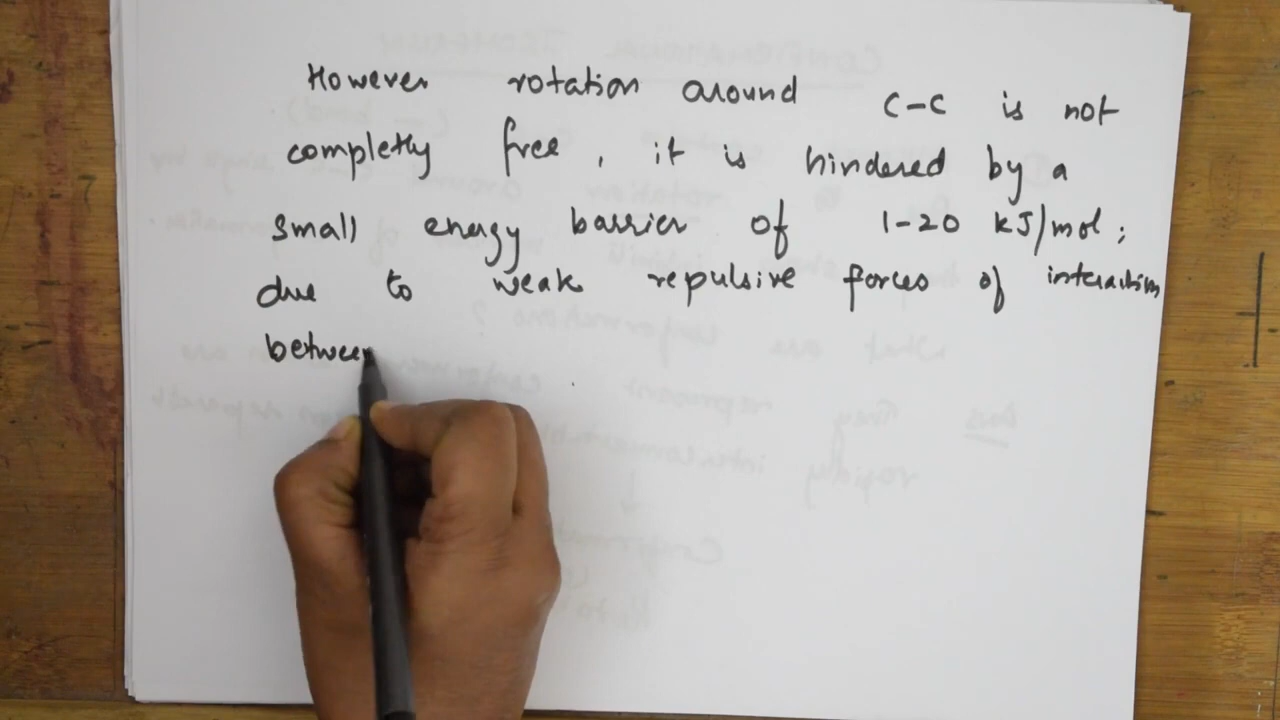 However rotation around C-C is not
completly free, it is hindered by a
small energy barrier of 1-20 kJ/mol;
due to weak repulsive forces of interaction
between